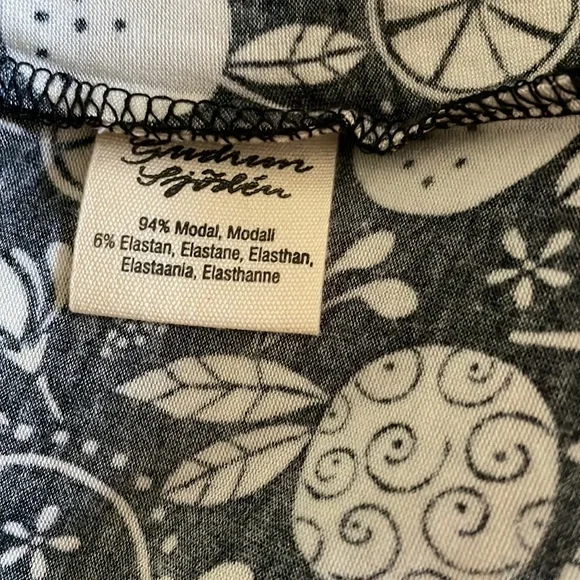 Gudrun
Sjödén
94% Modal, Modali
6% Elastan, Elastane, Elasthan,
Elastaania, Elasthanne